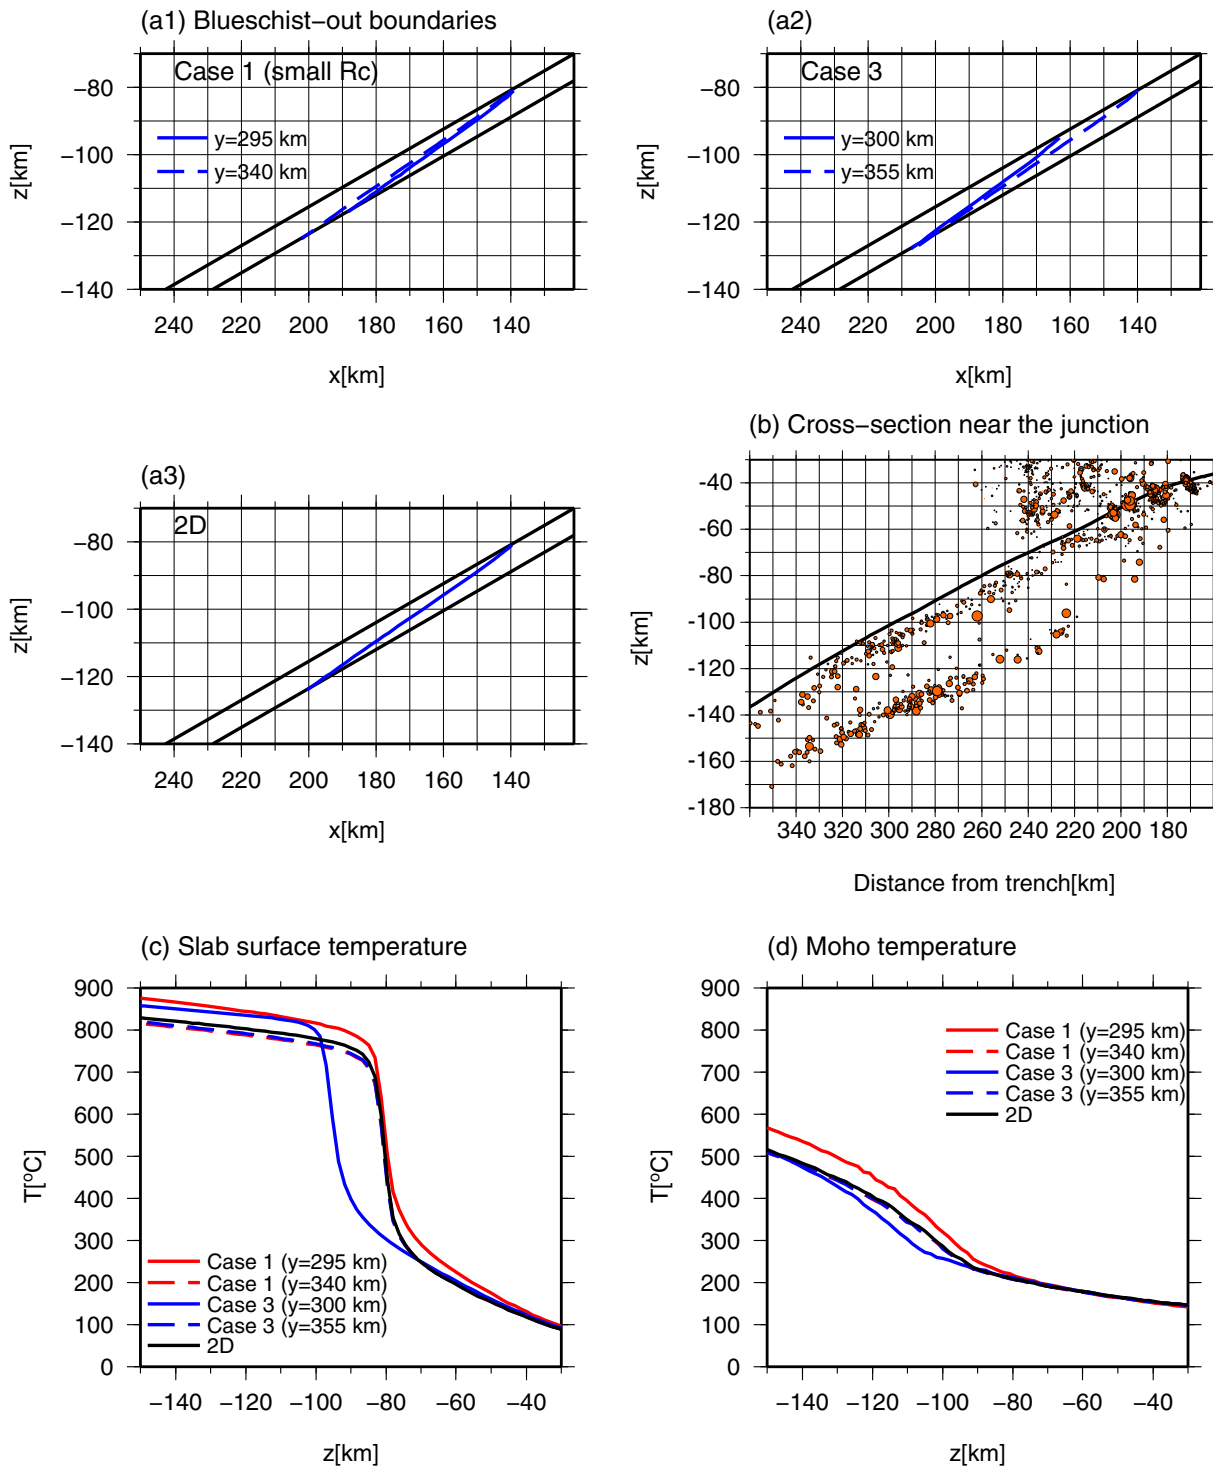 (a1) Blueschist−out boundaries
Case 1 (small Rc)
y=295 km
y=340 km
−80
−100
−120
−140
z[km]
240 220 200 180 160 140
x[km]
(a2)
Case 3
y=300 km
y=355 km
−80
−100
−120
−140
z[km]
240 220 200 180 160 140
x[km]
(a3)
2D
−80
−100
−120
−140
z[km]
240 220 200 180 160 140
x[km]
(b) Cross−section near the junction
-40
-60
-80
-100
-120
-140
-160
-180
z[km]
340 320 300 280 260 240 220 200 180
Distance from trench[km]
(c) Slab surface temperature
900
800
700
600
500
400
300
200
100
0
T[°C]
Case 1 (y=295 km)
Case 1 (y=340 km)
Case 3 (y=300 km)
Case 3 (y=355 km)
2D
−140 −120 −100 −80 −60 −40
z[km]
(d) Moho temperature
900
800
700
600
500
400
300
200
100
0
T[°C]
Case 1 (y=295 km)
Case 1 (y=340 km)
Case 3 (y=300 km)
Case 3 (y=355 km)
2D
−140 −120 −100 −80 −60 −40
z[km]